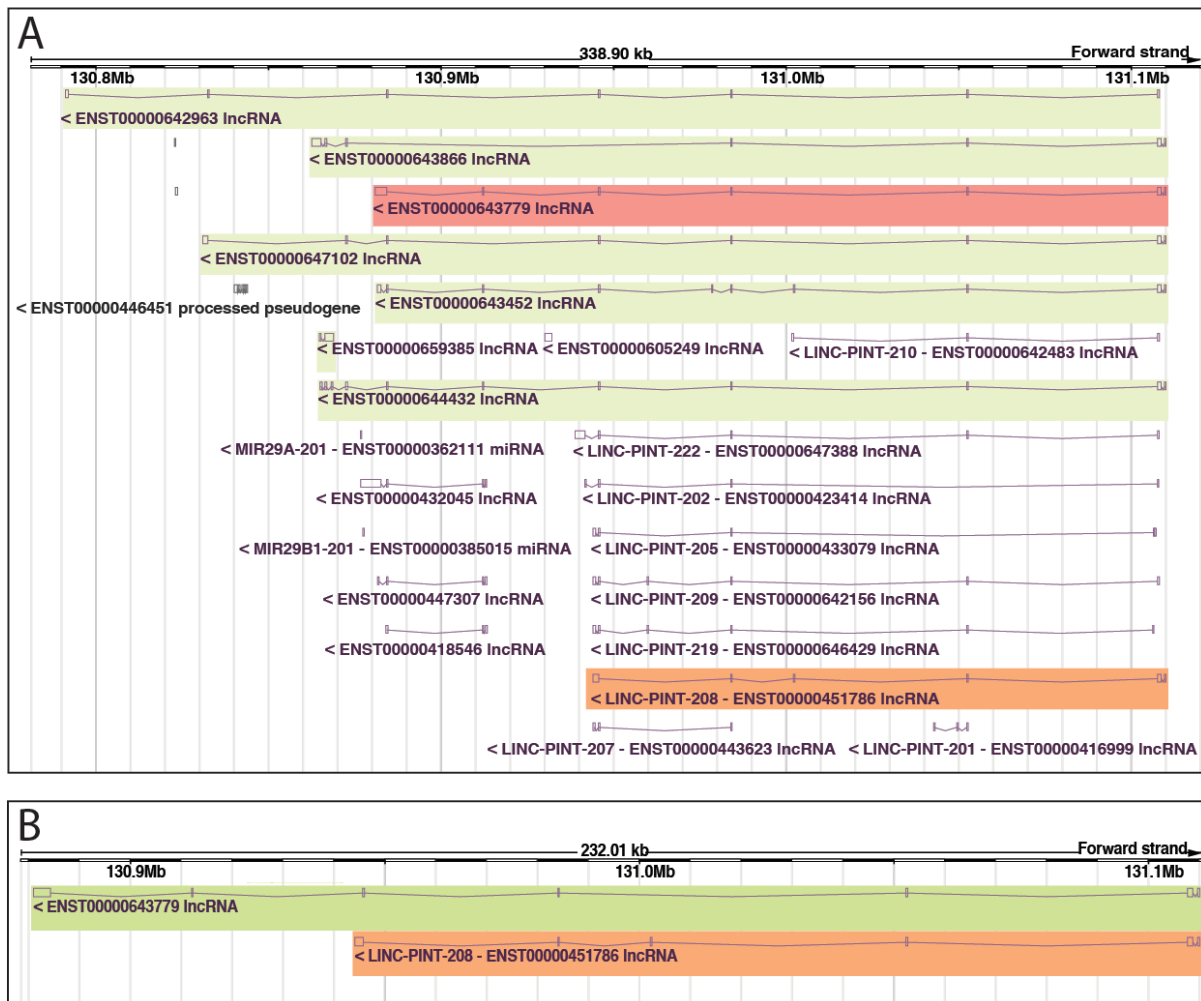 A
338.90 kb
Forward strand
130.8Mb 130.9Mb 131.0Mb 131.1Mb
< ENST00000642963 lncRNA
< ENST00000643866 lncRNA
< ENST00000643779 lncRNA
< ENST00000647102 lncRNA
< ENST00000446451 processed pseudogene
< ENST00000643452 lncRNA
< ENST00000659385 lncRNA < ENST00000605249 lncRNA < LINC-PINT-210 - ENST00000642483 lncRNA
< ENST00000644432 lncRNA
< MIR29A-201 - ENST00000362111 miRNA < LINC-PINT-222 - ENST00000647388 lncRNA
< ENST00000432045 lncRNA < LINC-PINT-202 - ENST00000423414 lncRNA
< MIR29B1-201 - ENST00000385015 miRNA < LINC-PINT-205 - ENST00000433079 lncRNA
< ENST00000447307 lncRNA < LINC-PINT-209 - ENST00000642156 lncRNA
< ENST00000418546 lncRNA < LINC-PINT-219 - ENST00000646429 lncRNA
< LINC-PINT-208 - ENST00000451786 lncRNA
< LINC-PINT-207 - ENST00000443623 lncRNA < LINC-PINT-201 - ENST00000416999 lncRNA
B
232.01 kb
Forward strand
130.9Mb 131.0Mb 131.1Mb
< ENST00000643779 lncRNA
< LINC-PINT-208 - ENST00000451786 lncRNA